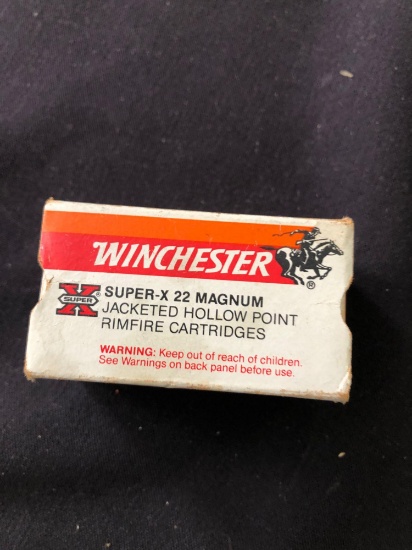 WINCHESTER
®
X SUPER ®
SUPER-X 22 MAGNUM
JACKETED HOLLOW POINT
RIMFIRE CARTRIDGES
WARNING: Keep out of reach of children.
See Warnings on back panel before use.